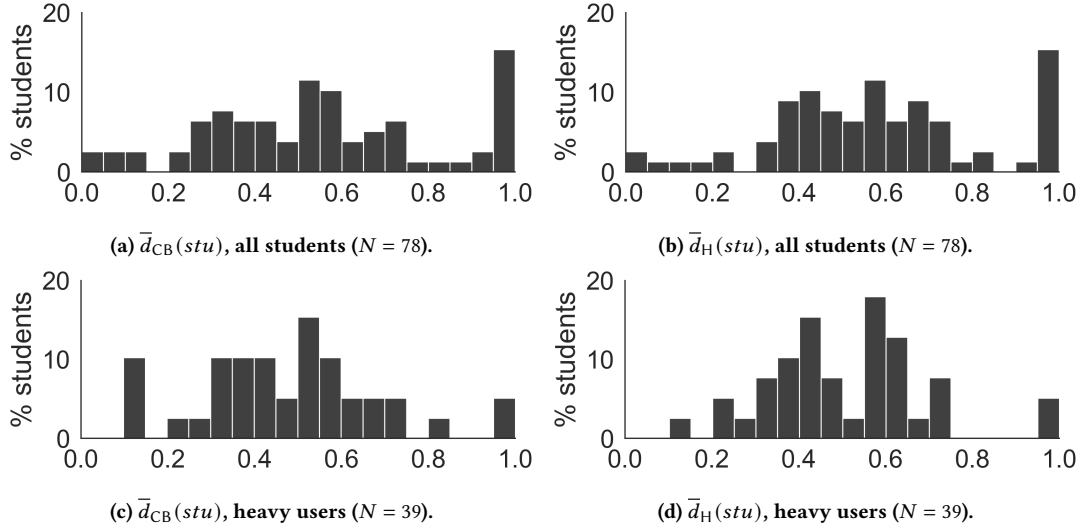 20
10
0
% students
0.0 0.2 0.4 0.6 0.8 1.0
(a) d̅_CB(stu), all students (N = 78).
20
10
0
% students
0.0 0.2 0.4 0.6 0.8 1.0
(b) d̅_H(stu), all students (N = 78).
20
10
0
% students
0.0 0.2 0.4 0.6 0.8 1.0
(c) d̅_CB(stu), heavy users (N = 39).
20
10
0
% students
0.0 0.2 0.4 0.6 0.8 1.0
(d) d̅_H(stu), heavy users (N = 39).